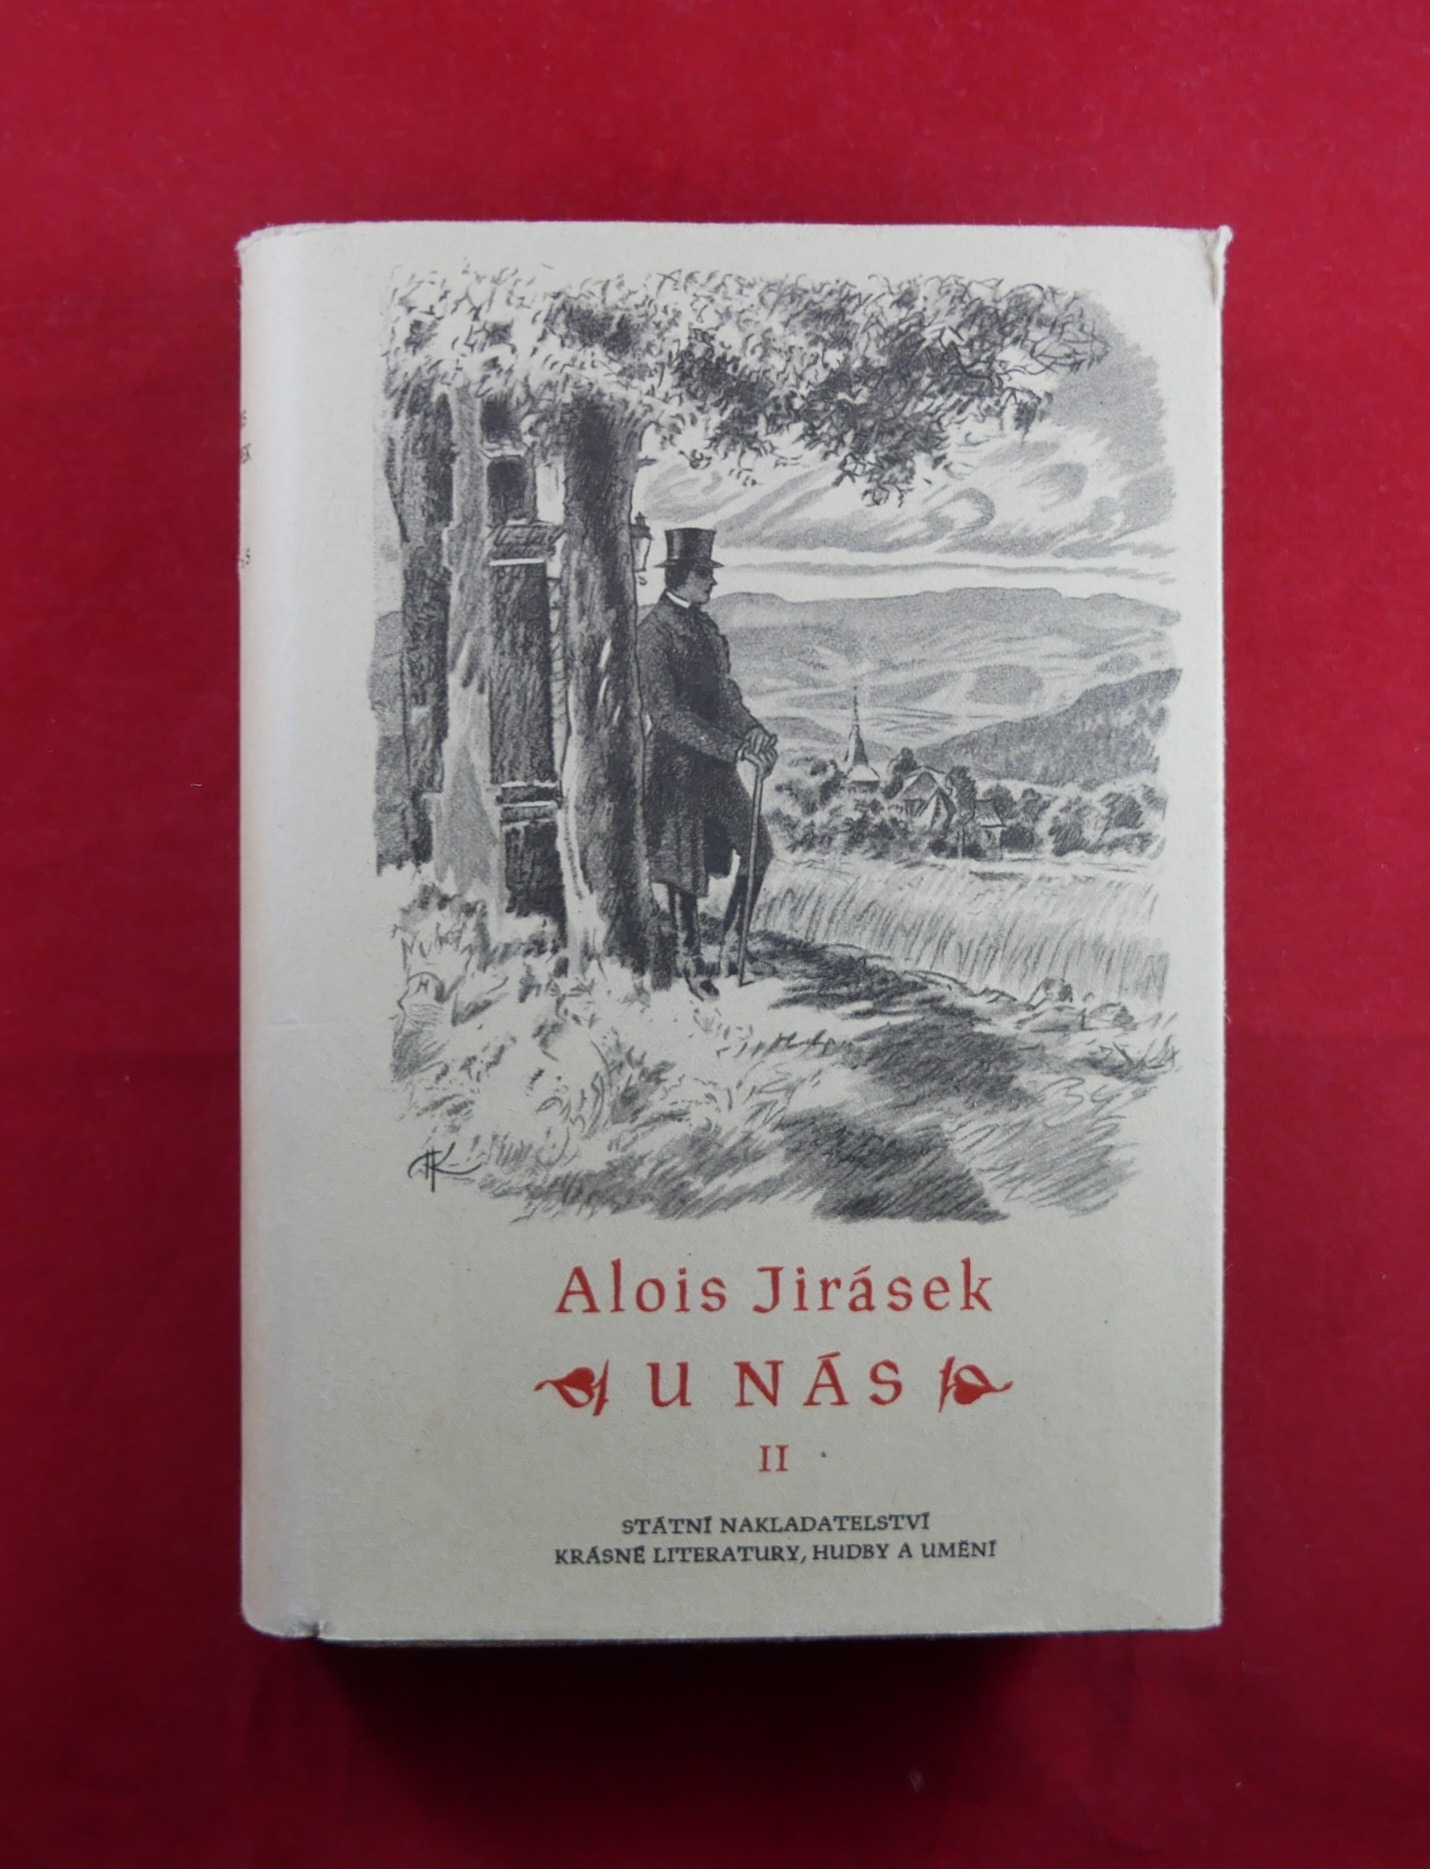 Alois Jirásek
U NÁS
II
STÁTNÍ NAKLADATELSTVÍ
KRÁSNÉ LITERATURY, HUDBY A UMĚNÍ